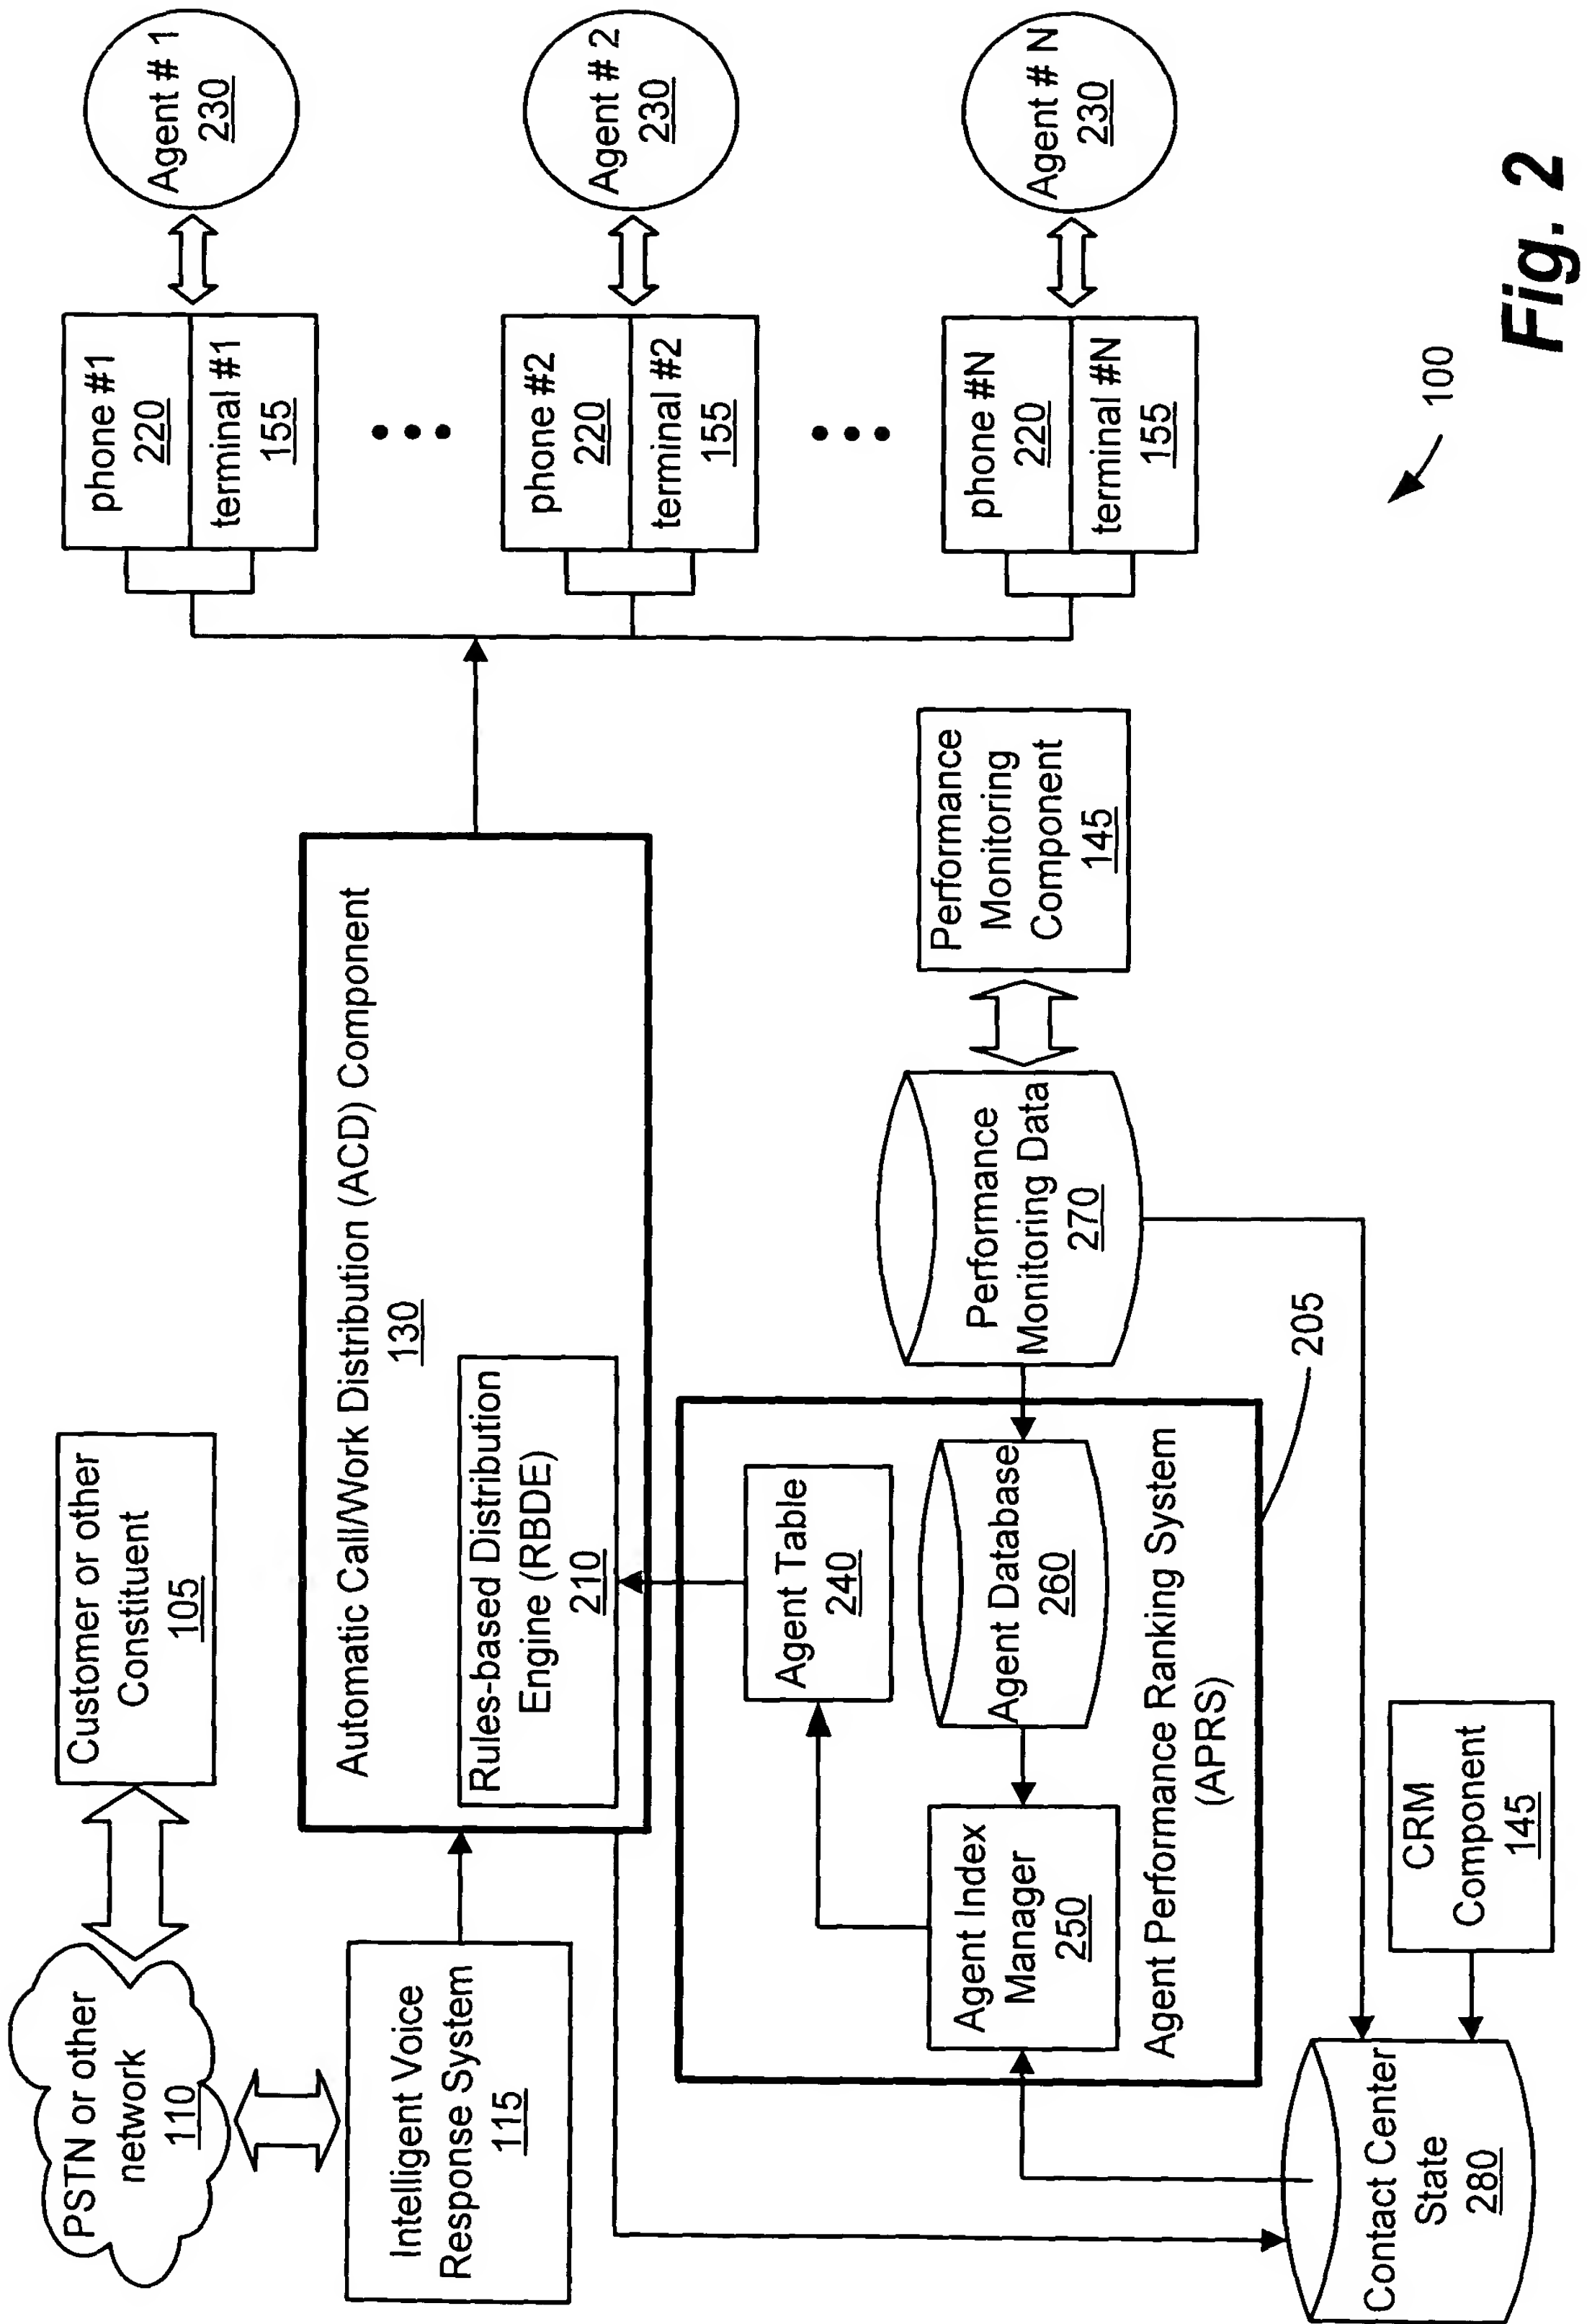 PSTN or other
network
110
Customer or other
Constituent
105
Intelligent Voice
Response System
115
Automatic Call/Work Distribution (ACD) Component
130
Rules-based Distribution
Engine (RBDE)
210
phone #1
220
terminal #1
155
Agent # 1
230
phone #2
220
terminal #2
155
Agent # 2
230
phone #N
220
terminal #N
155
Agent # N
230
Agent Table
240
Agent Index
Manager
250
Agent Database
260
Agent Performance Ranking System
(APRS)
205
Performance
Monitoring Data
270
Performance
Monitoring
Component
145
Contact Center
State
280
CRM
Component
145
100
Fig. 2